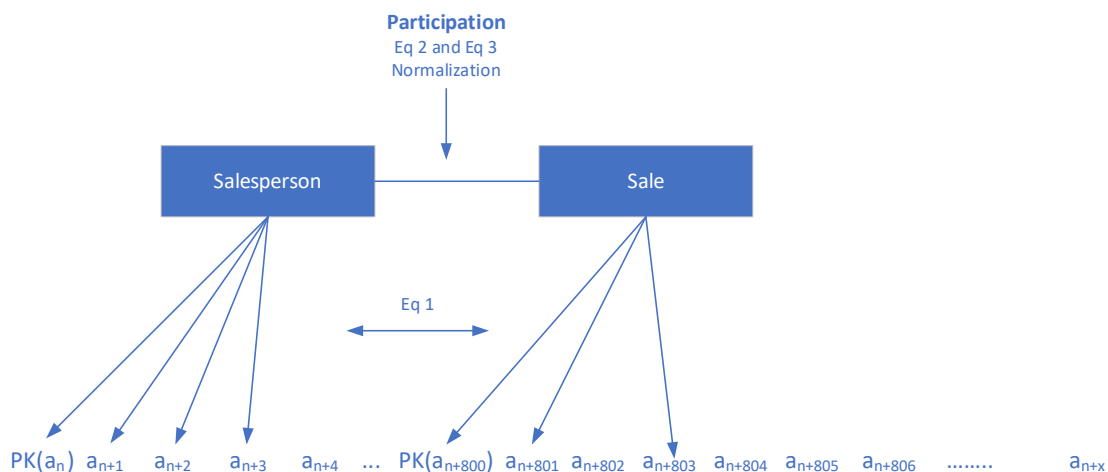 Participation
Eq 2 and Eq 3
Normalization
Salesperson Sale
Eq 1
PK(aₙ) aₙ₊₁ aₙ₊₂ aₙ₊₃ aₙ₊₄ ... PK(aₙ₊₈₀₀) aₙ₊₈₀₁ aₙ₊₈₀₂ aₙ₊₈₀₃ aₙ₊₈₀₄ aₙ₊₈₀₅ aₙ₊₈₀₆ ........ aₙ₊ₓ